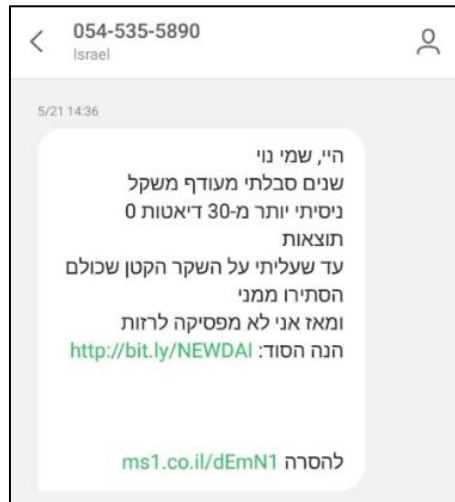 054-535-5890
Israel
5/21 14:36
היי, שמי נוי
שנים סבלתי מעודף משקל
ניסיתי יותר מ-30 דיאטות 0
תוצאות
עד שעליתי על השקר הקטן שכולם
הסתירו ממני
ומאז אני לא מפסיקה לרזות
הנה הסוד: http://bit.ly/NEWDAI
להסרה ms1.co.il/dEmN1